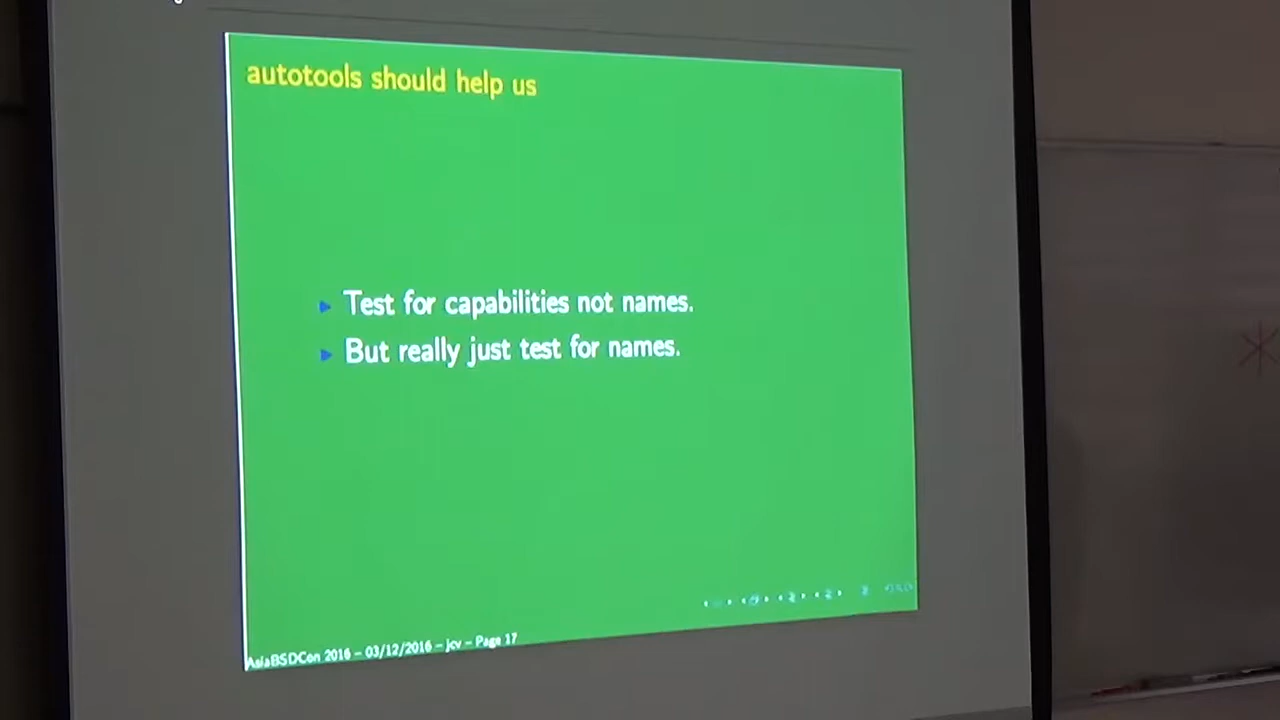 autotools should help us
Test for capabilities not names.
But really just test for names.
AsiaBSDCon 2016 – 03/12/2016 – jcv – Page 17